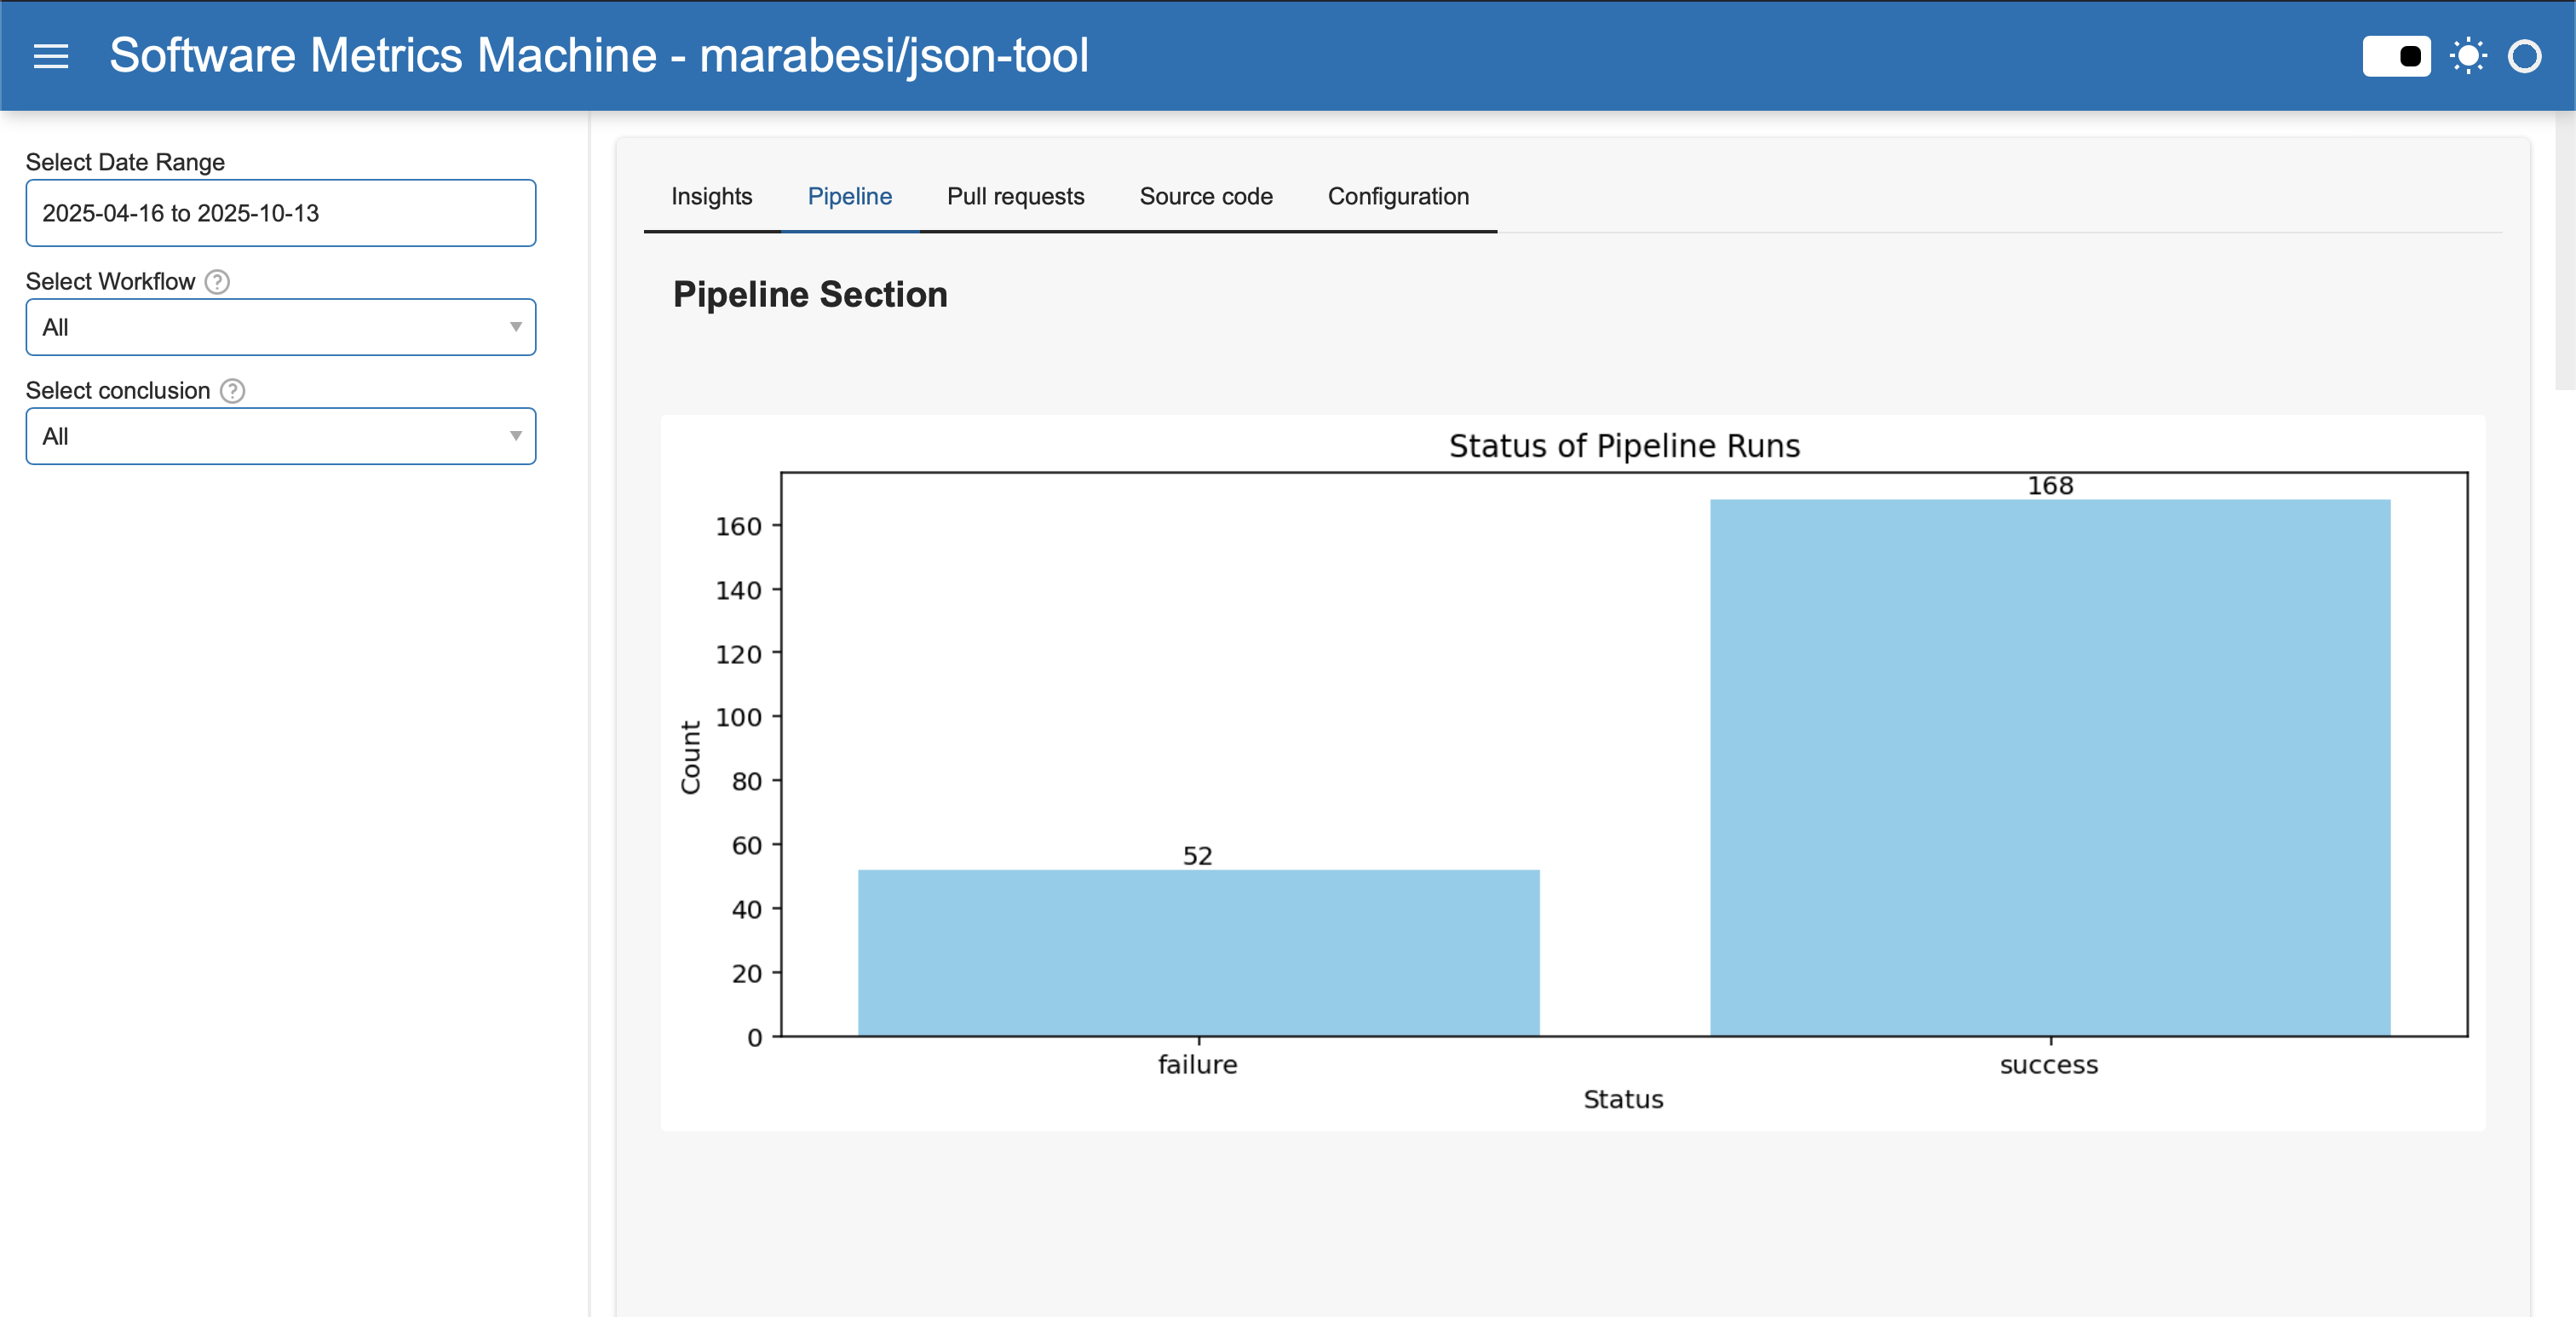 Software Metrics Machine - marabesi/json-tool
Select Date Range
2025-04-16 to 2025-10-13
Select Workflow ?
All
Select conclusion ?
All
Insights Pipeline Pull requests Source code Configuration
Pipeline Section
Status of Pipeline Runs
168
160
140
120
100
80
60
40
20
0
Count
52
failure
success
Status